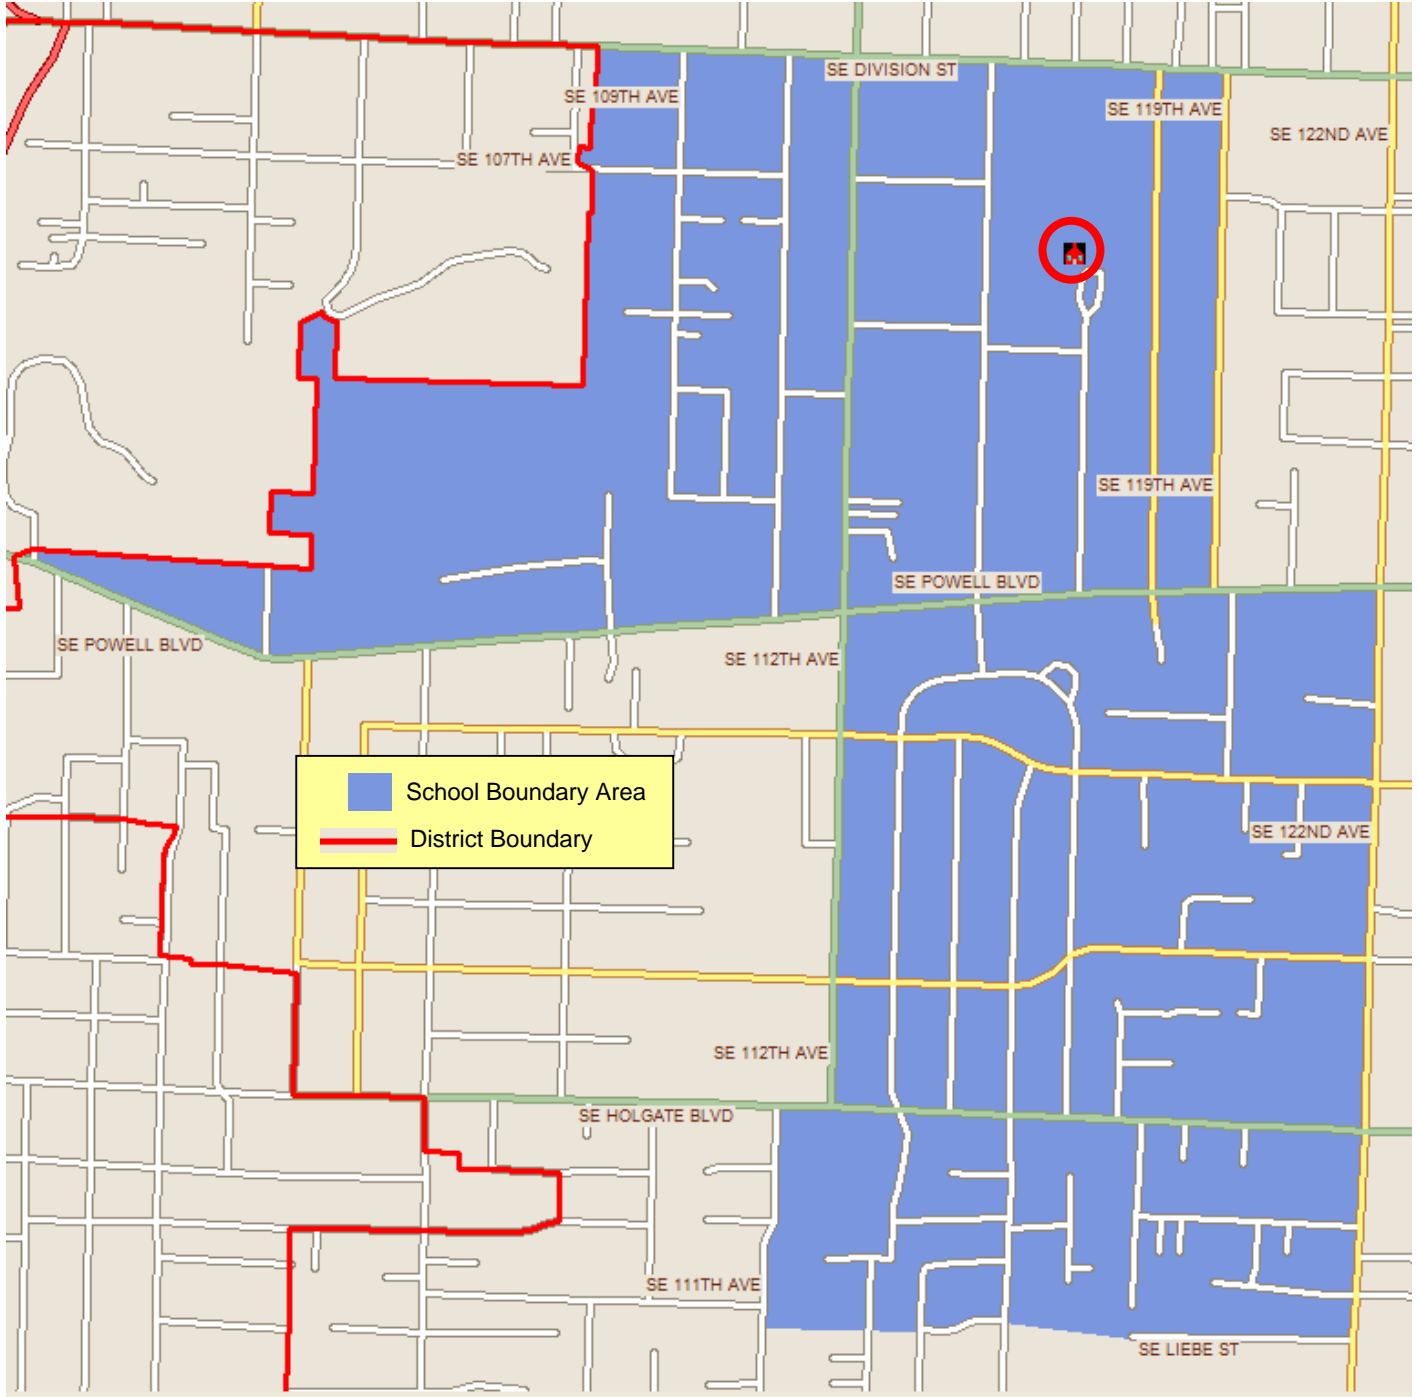 SE DIVISION ST
SE 109TH AVE
SE 119TH AVE
SE 122ND AVE
SE 107TH AVE
SE 119TH AVE
SE POWELL BLVD
SE POWELL BLVD
SE 112TH AVE
School Boundary Area
District Boundary
SE 122ND AVE
SE 112TH AVE
SE HOLGATE BLVD
SE 111TH AVE
SE LIEBE ST